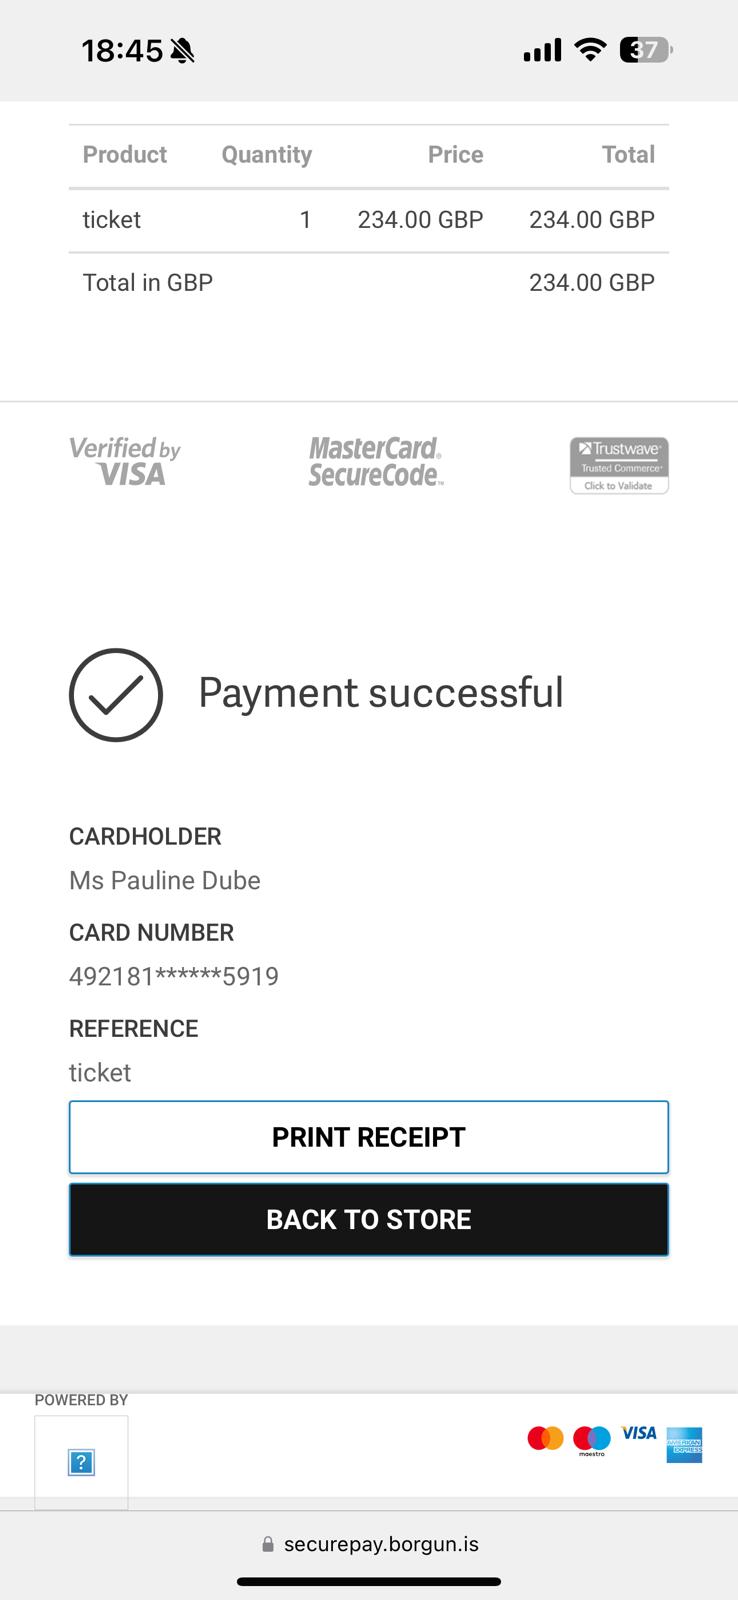 18:45
37
Product Quantity Price Total
ticket 1 234.00 GBP 234.00 GBP
Total in GBP 234.00 GBP
Verified by
VISA
MasterCard®
SecureCode™
Trustwave®
Trusted Commerce®
Click to Validate
Payment successful
CARDHOLDER
Ms Pauline Dube
CARD NUMBER
492181******5919
REFERENCE
ticket
PRINT RECEIPT
BACK TO STORE
POWERED BY
?
maestro
VISA
AMERICAN
EXPRESS
securepay.borgun.is